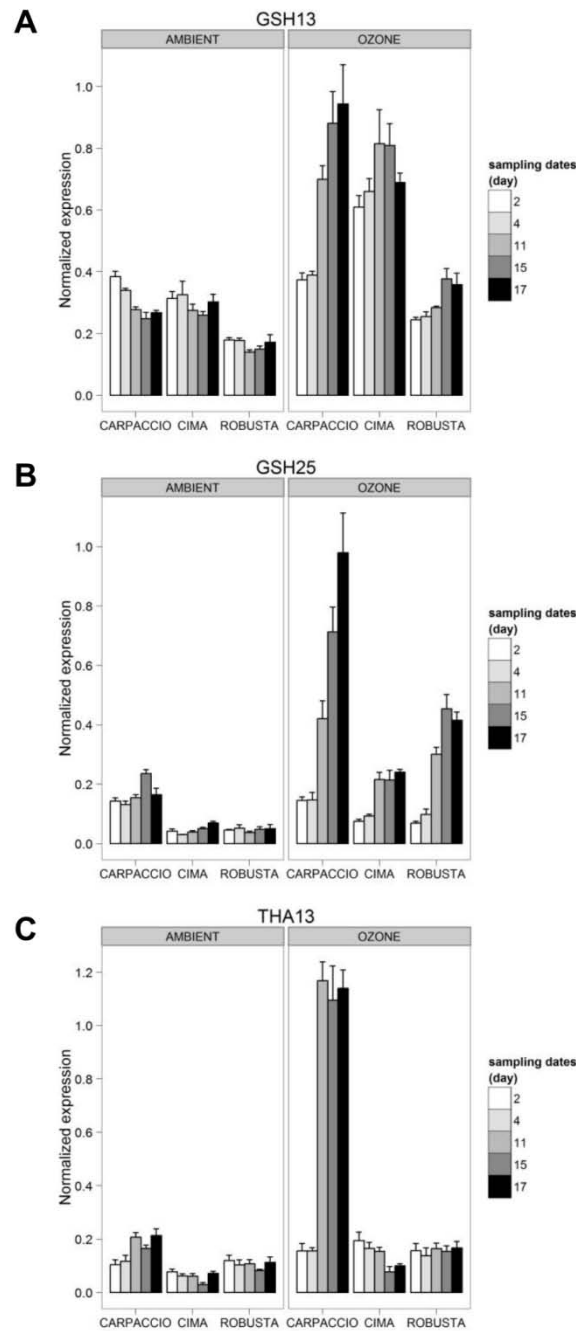 A
GSH13
AMBIENT OZONE
Normalized expression
1.0
0.8
0.6
0.4
0.2
0.0
CARPACCIO CIMA ROBUSTA CARPACCIO CIMA ROBUSTA
sampling dates
(day)
2
4
11
15
17
B
GSH25
AMBIENT OZONE
Normalized expression
1.0
0.8
0.6
0.4
0.2
0.0
CARPACCIO CIMA ROBUSTA CARPACCIO CIMA ROBUSTA
sampling dates
(day)
2
4
11
15
17
C
THA13
AMBIENT OZONE
Normalized expression
1.2
1.0
0.8
0.6
0.4
0.2
0.0
CARPACCIO CIMA ROBUSTA CARPACCIO CIMA ROBUSTA
sampling dates
(day)
2
4
11
15
17